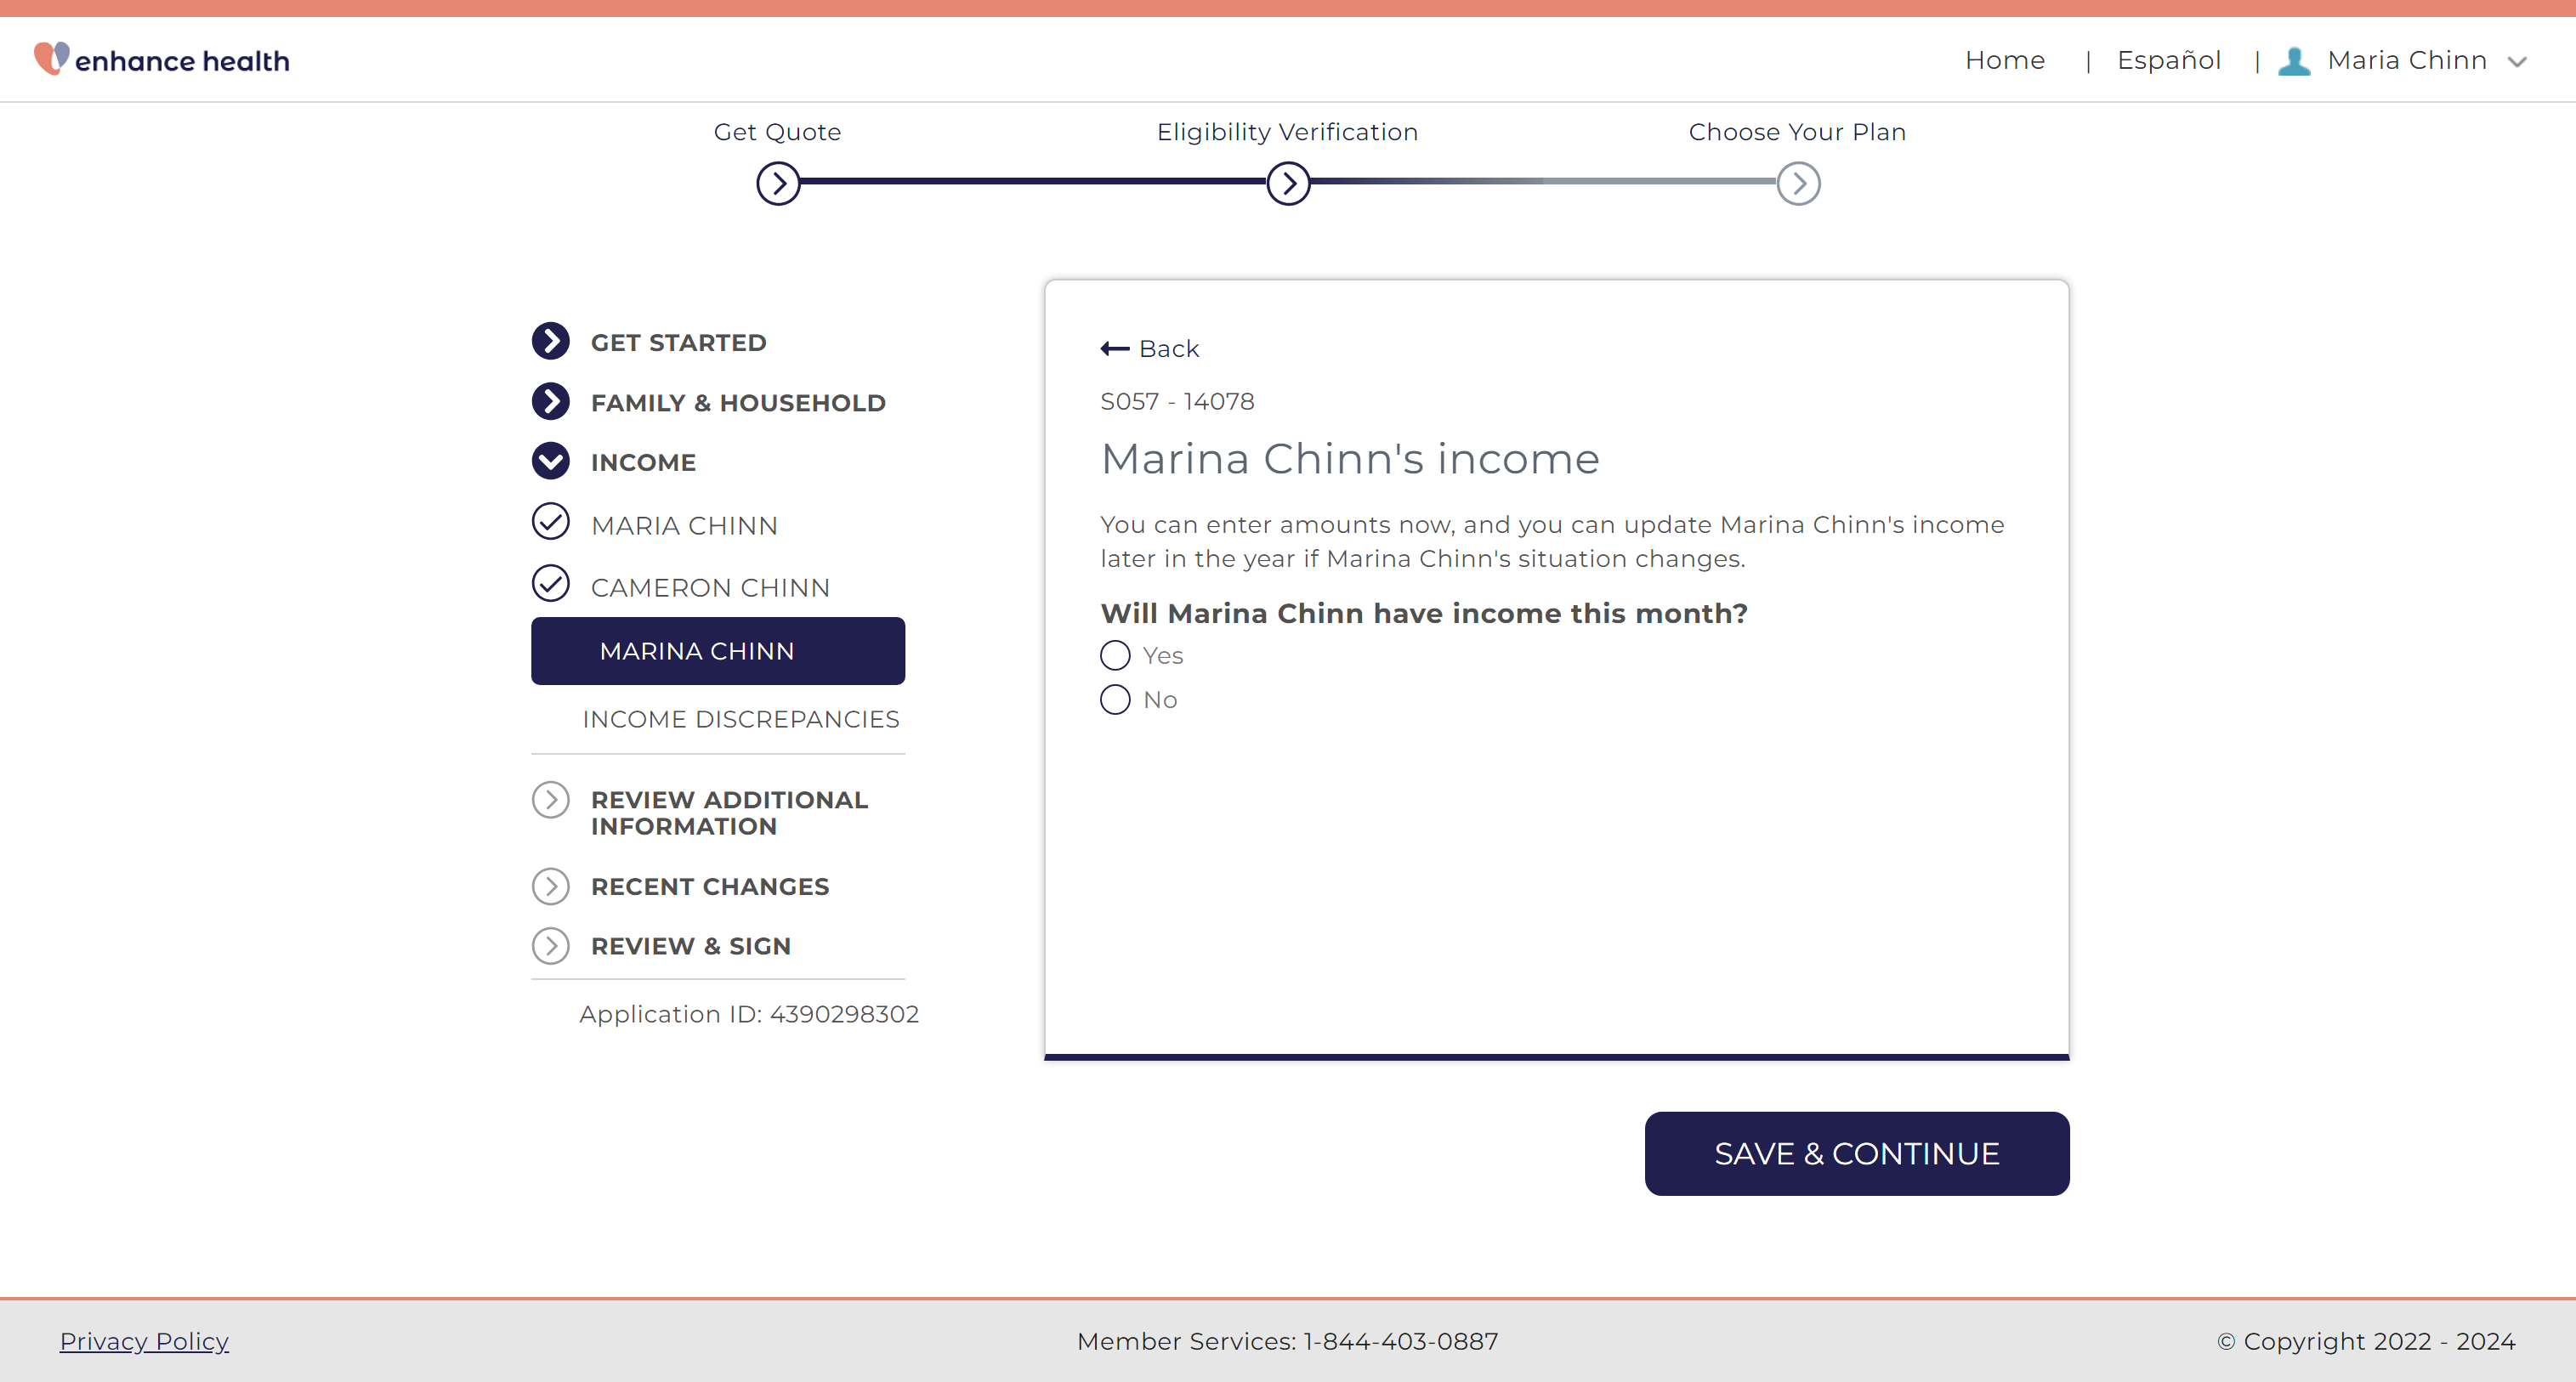 enhance health
Home | Español | Maria Chinn
Get Quote
Eligibility Verification
Choose Your Plan
GET STARTED
FAMILY & HOUSEHOLD
INCOME
MARIA CHINN
CAMERON CHINN
MARINA CHINN
INCOME DISCREPANCIES
REVIEW ADDITIONAL
INFORMATION
RECENT CHANGES
REVIEW & SIGN
Application ID: 4390298302
Back
S057 - 14078
Marina Chinn's income
You can enter amounts now, and you can update Marina Chinn's income
later in the year if Marina Chinn's situation changes.
Will Marina Chinn have income this month?
Yes
No
SAVE & CONTINUE
Privacy Policy
Member Services: 1-844-403-0887
© Copyright 2022 - 2024